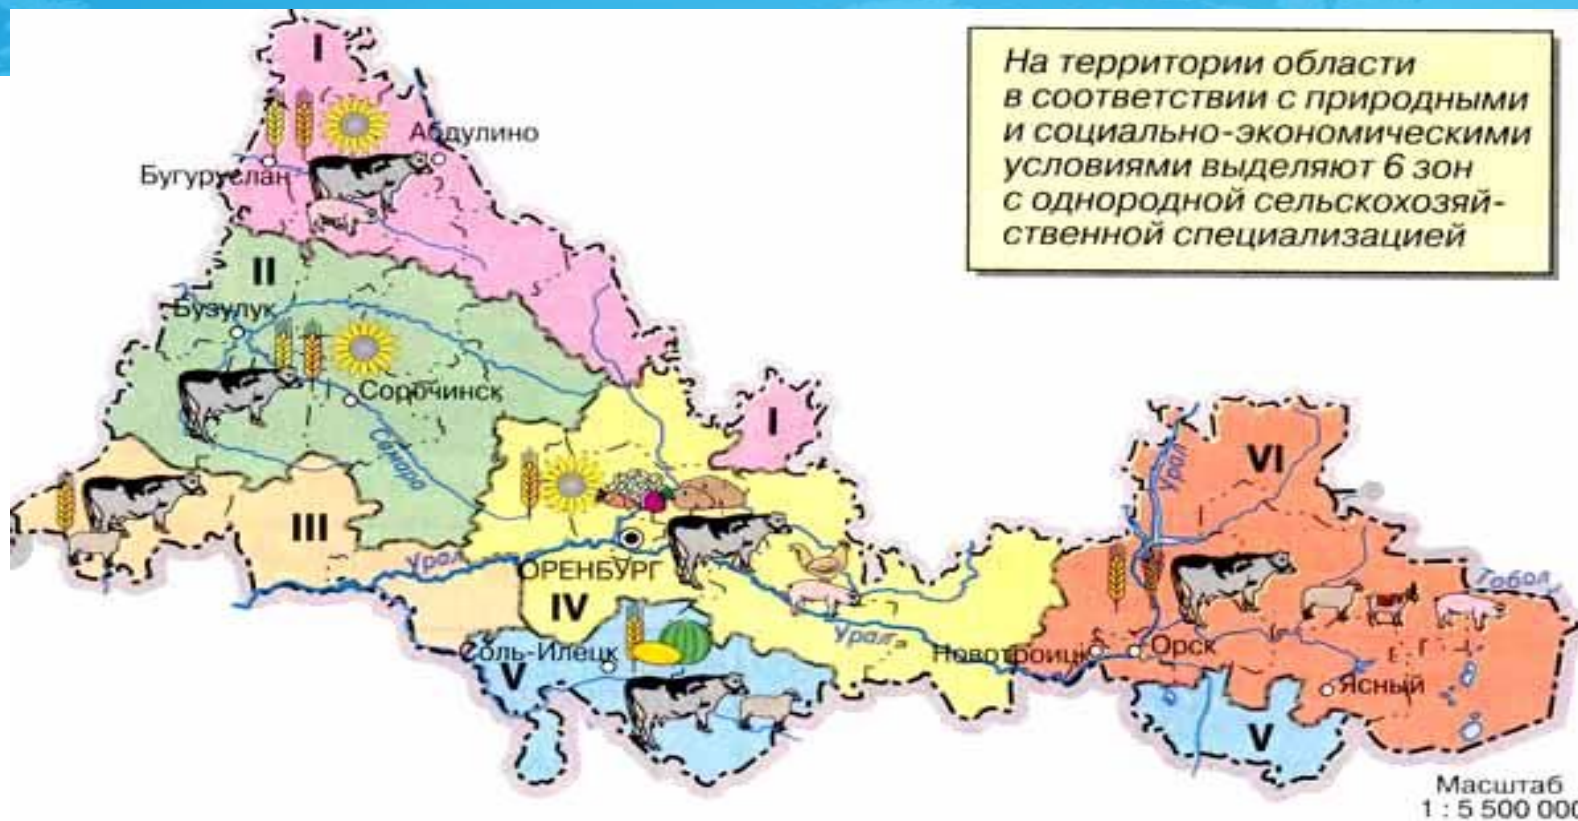 На территории области
в соответствии с природными
и социально-экономическими
условиями выделяют 6 зон
с однородной сельскохозяй-
ственной специализацией
I
Абдулино
Бугуруслан
II
Бузулук
Сорочинск
Самара
I
VI
Урал
III
Урал
ОРЕНБУРГ
IV
Тобол
Урал
Соль-Илецк
V
Новотроицк
Орск
Ясный
V
Масштаб
1 : 5 500 000